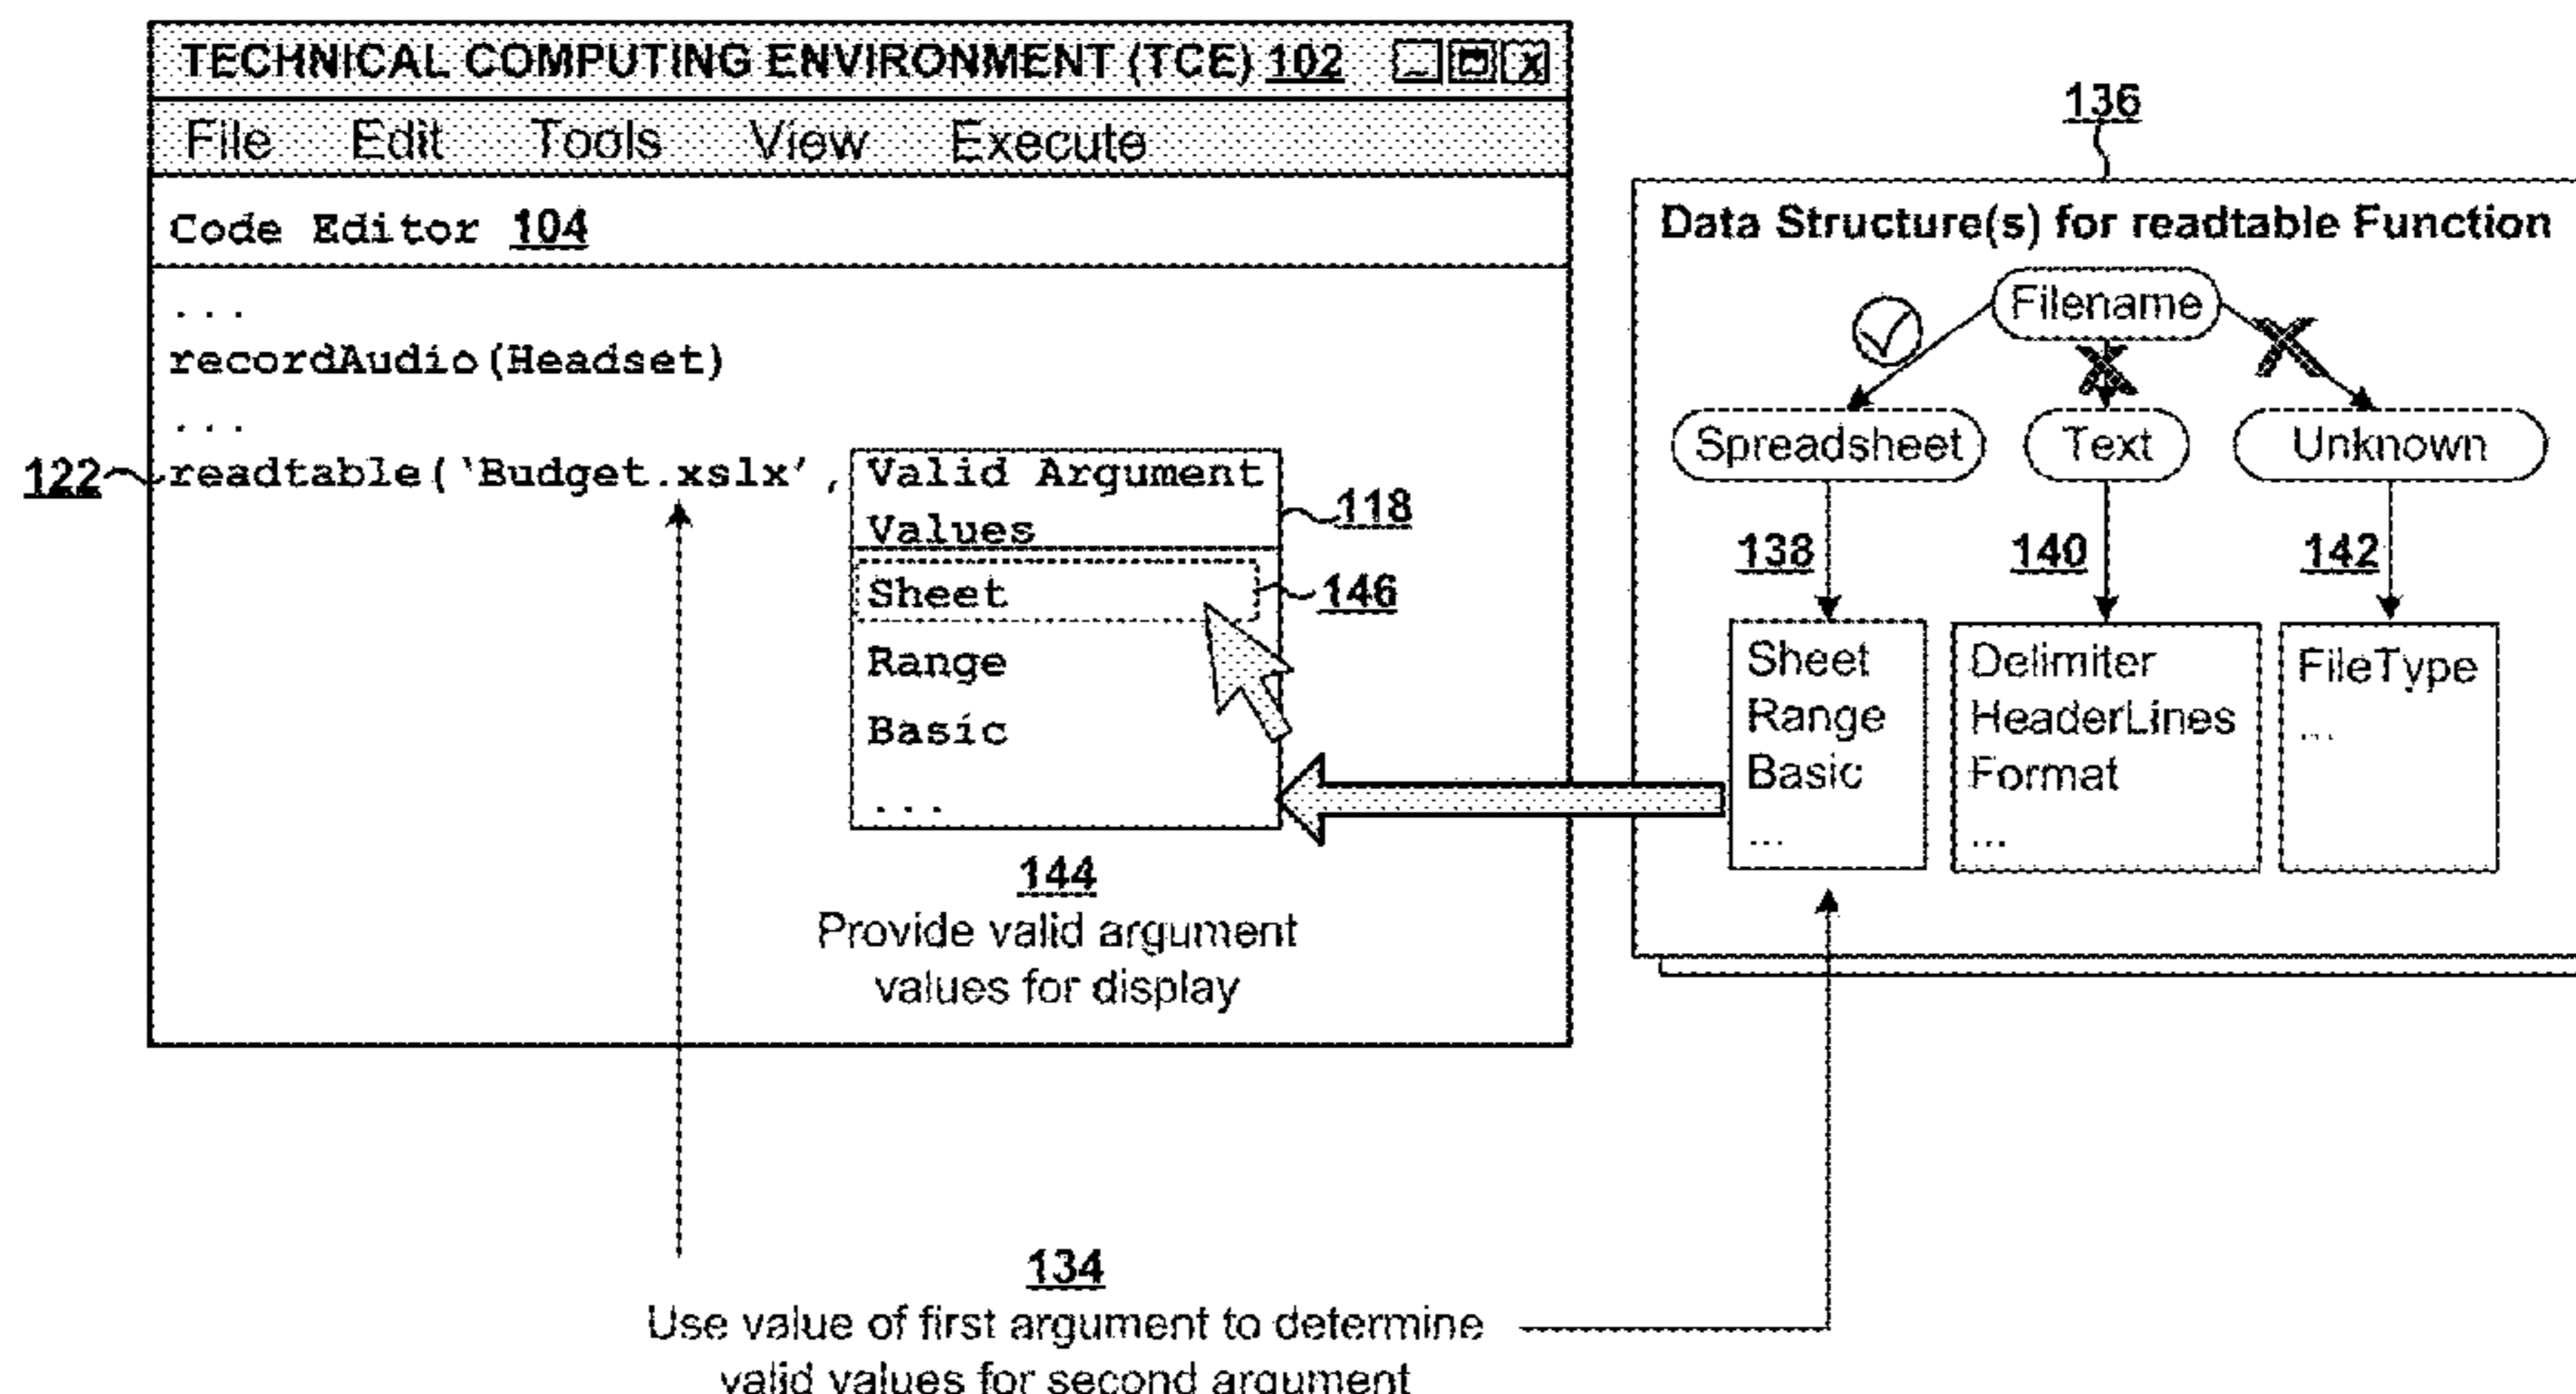 TECHNICAL COMPUTING ENVIRONMENT (TCE) 102 _ X
File Edit Tools View Execute
Code Editor 104
...
recordAudio(Headset)
...
122
readtable(‘Budget.xslx’,
Valid Argument
Values
118
Sheet
146
Range
Basic
...
144
Provide valid argument
values for display
136
Data Structure(s) for readtable Function
Filename
Spreadsheet Text Unknown
138 140 142
Sheet
Range
Basic
...
Delimiter
HeaderLines
Format
...
FileType
...
134
Use value of first argument to determine
valid values for second argument